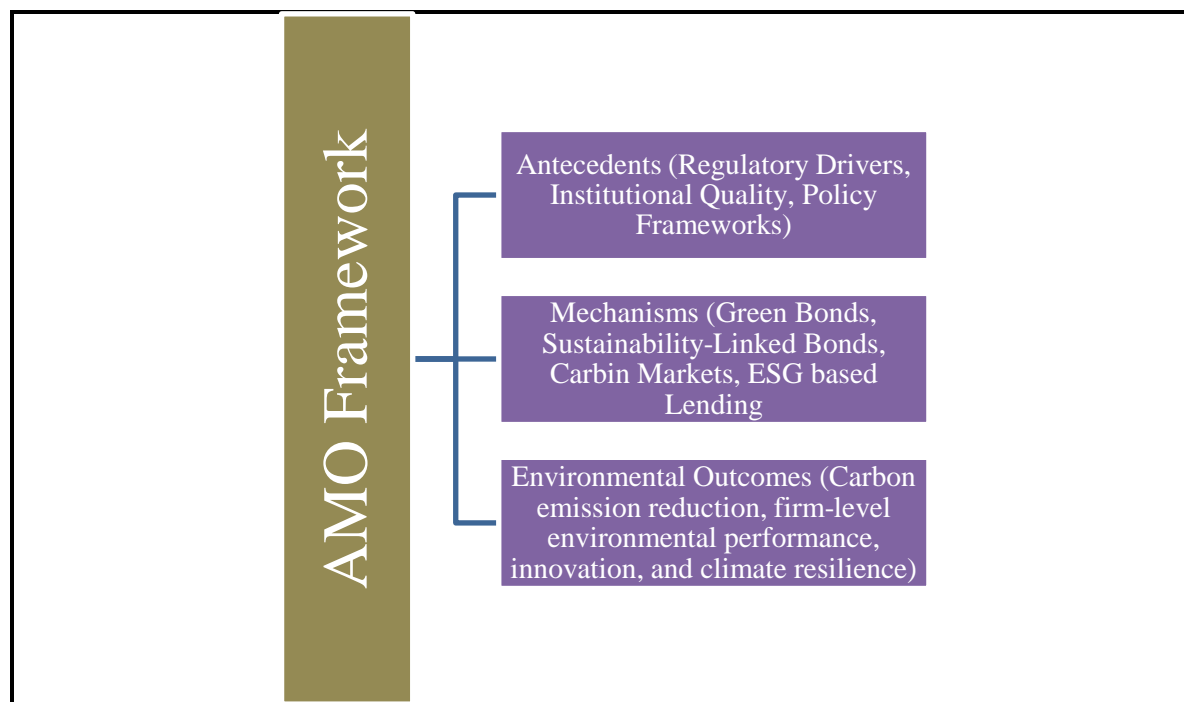 AMO Framework
Antecedents (Regulatory Drivers,
Institutional Quality, Policy
Frameworks)
Mechanisms (Green Bonds,
Sustainability-Linked Bonds,
Carbin Markets, ESG based
Lending
Environmental Outcomes (Carbon
emission reduction, firm-level
environmental performance,
innovation, and climate resilience)